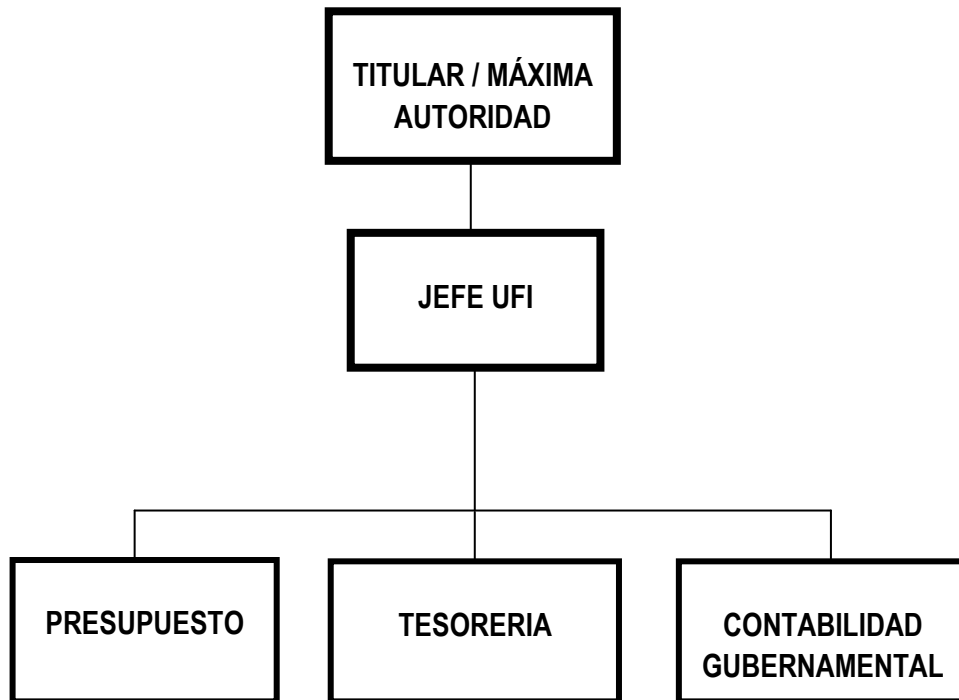 TITULAR / MÁXIMA
AUTORIDAD
JEFE UFI
PRESUPUESTO
TESORERIA
CONTABILIDAD
GUBERNAMENTAL